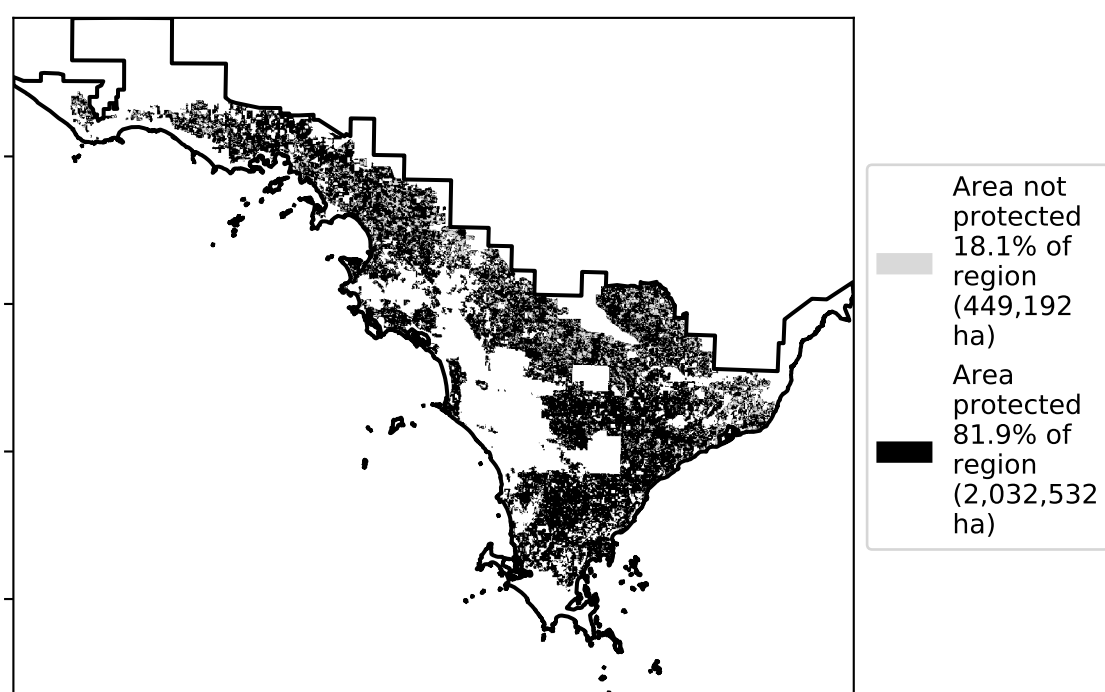 Area not
protected
18.1% of
region
(449,192
ha)
Area
protected
81.9% of
region
(2,032,532
ha)